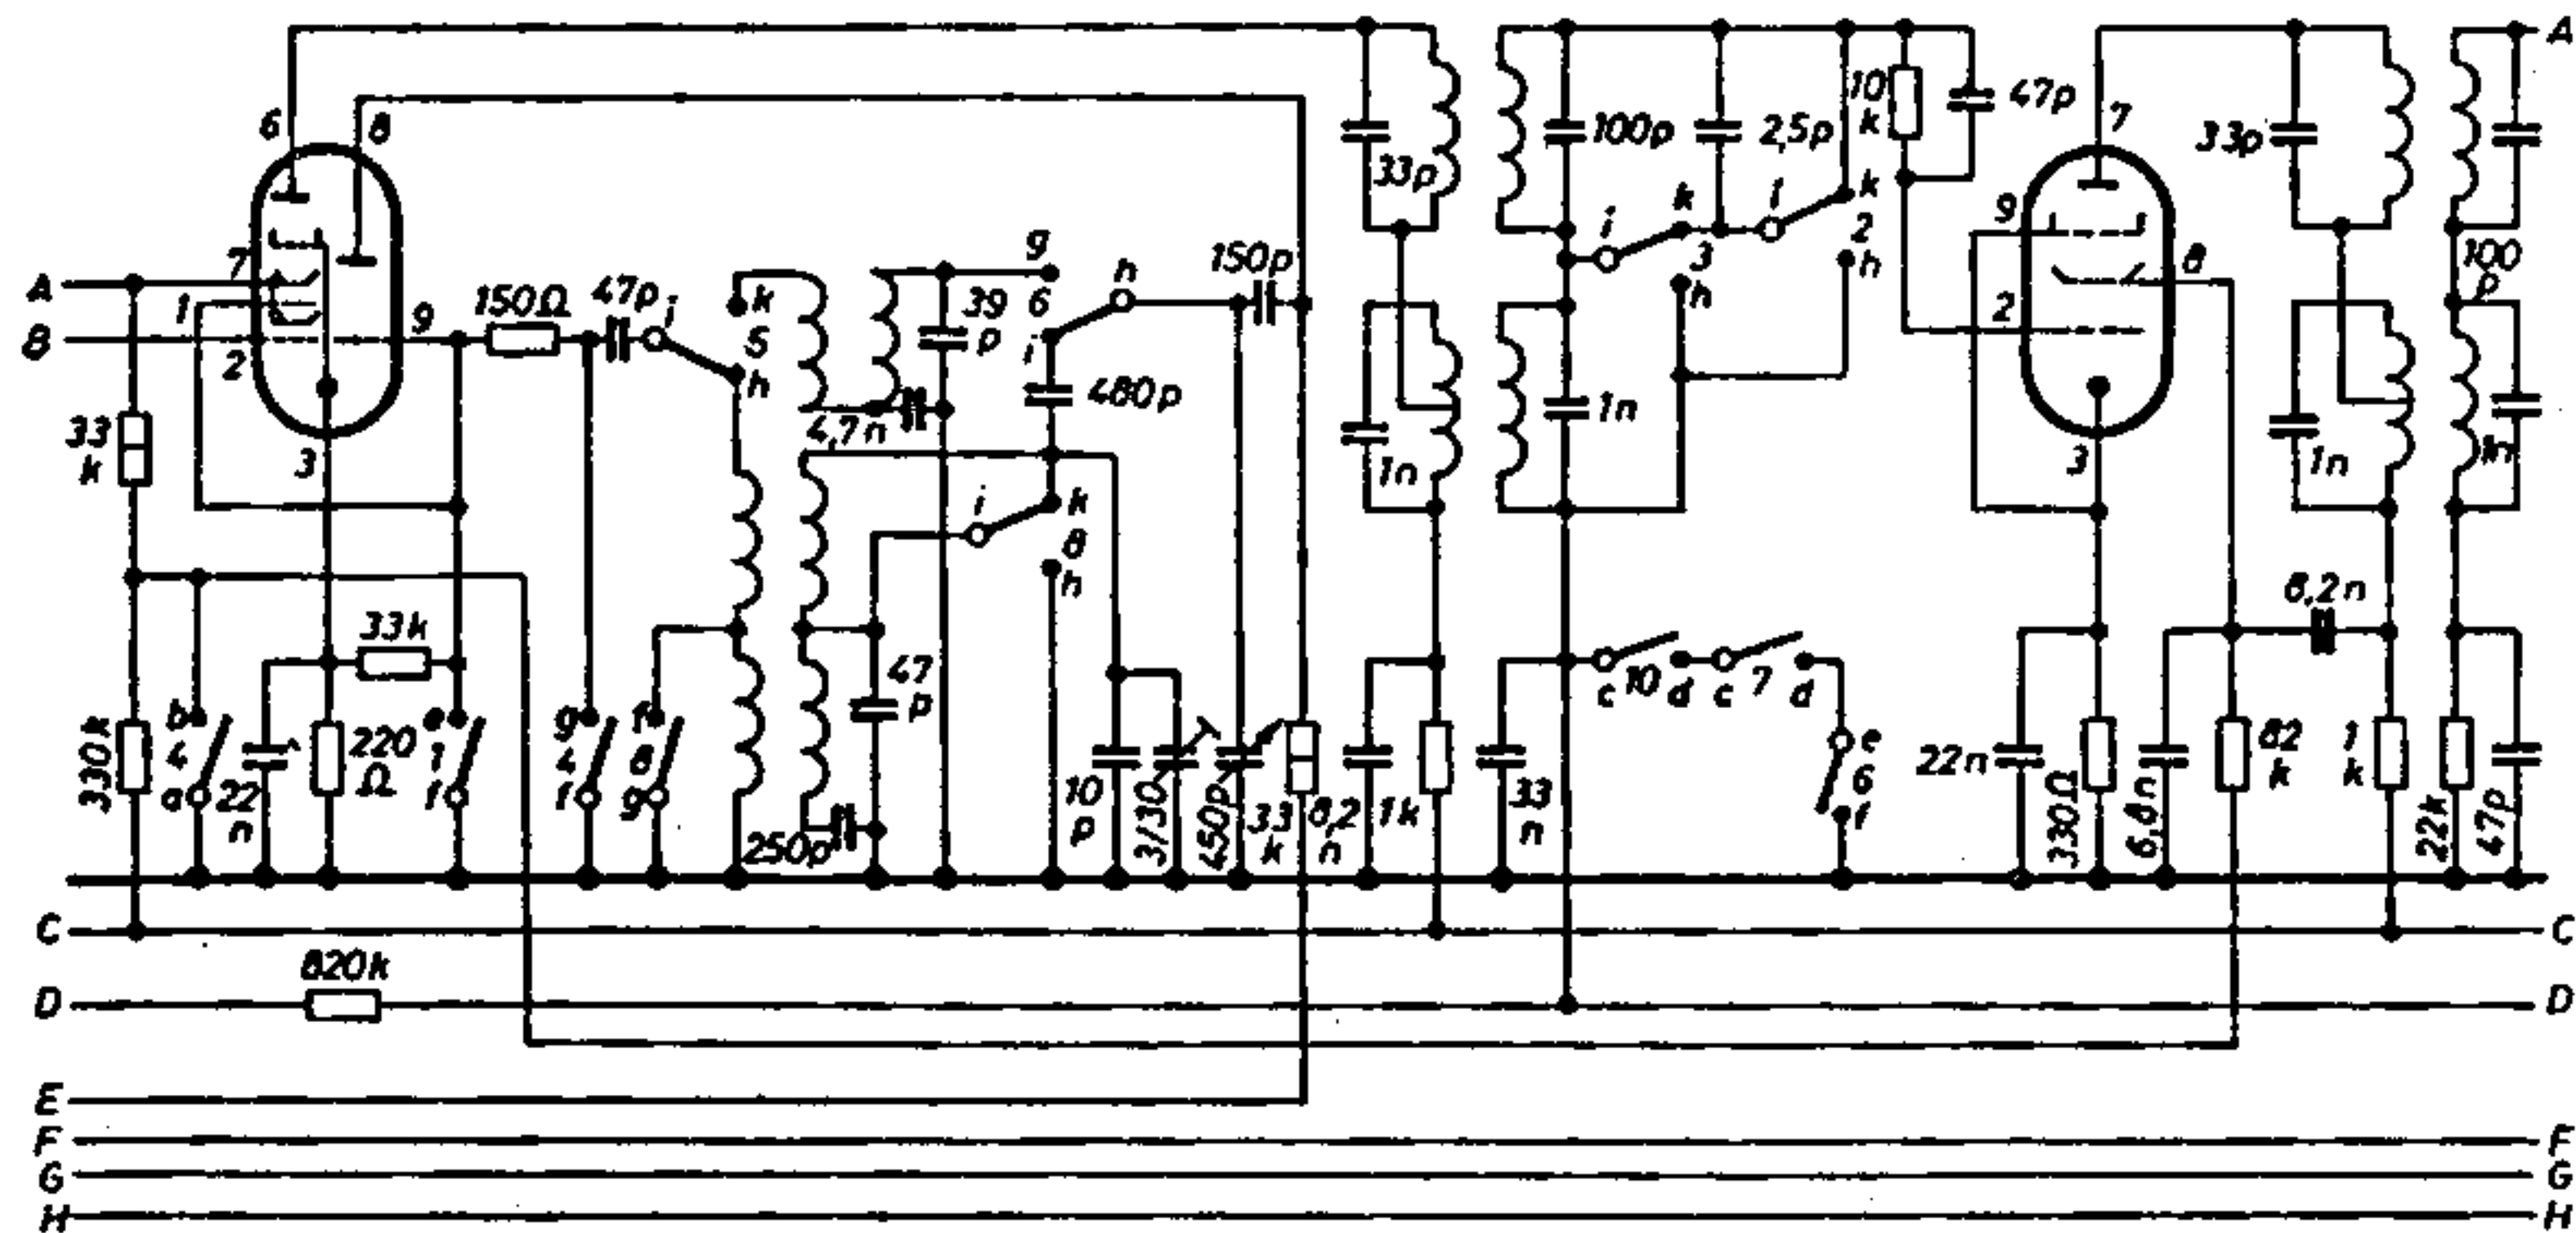 A
6
8
33p
100p
2,5p
10
k
47p
7
33p
A
A
7
1
B
2
9
150Ω
47p
i
k
5
h
39
p
g
6
i
h
150p
480p
4,7n
i
k
3
h
i
k
2
h
9
2
8
100
p
33
k
3
i
k
8
h
1n
1n
3
1n
1n
33k
47
p
8,2n
c
10
d
c
7
d
330k
b
4
a
22
n
220
Ω
e
1
f
g
4
f
f
8
g
250p
10
p
3/30
450p
33
k
8,2
n
1k
33
n
e
6
f
22n
330Ω
6,8n
82
k
1
k
22k
47p
C
C
820k
D
D
E
F
F
G
G
H
H